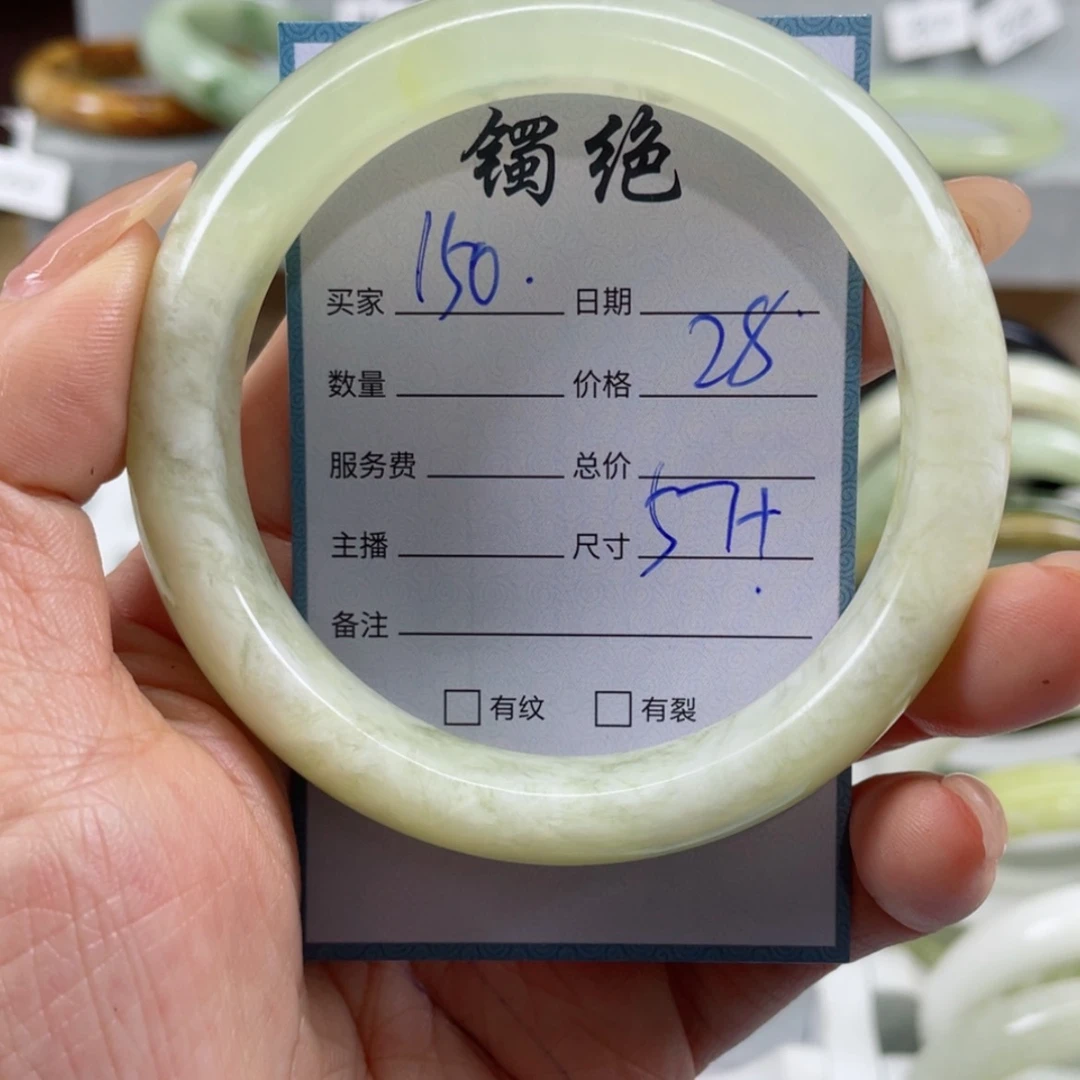 镯绝
买家 150. 日期
数量 价格 28
服务费 总价
主播 尺寸 57+
备注
有纹 有裂